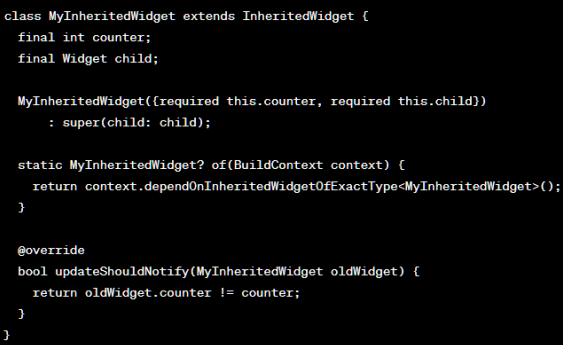 class MyInheritedWidget extends InheritedWidget {
  final int counter;
  final Widget child;

  MyInheritedWidget({required this.counter, required this.child})
      : super(child: child);

  static MyInheritedWidget? of(BuildContext context) {
    return context.dependOnInheritedWidgetOfExactType<MyInheritedWidget>();
  }

  @override
  bool updateShouldNotify(MyInheritedWidget oldWidget) {
    return oldWidget.counter != counter;
  }
}